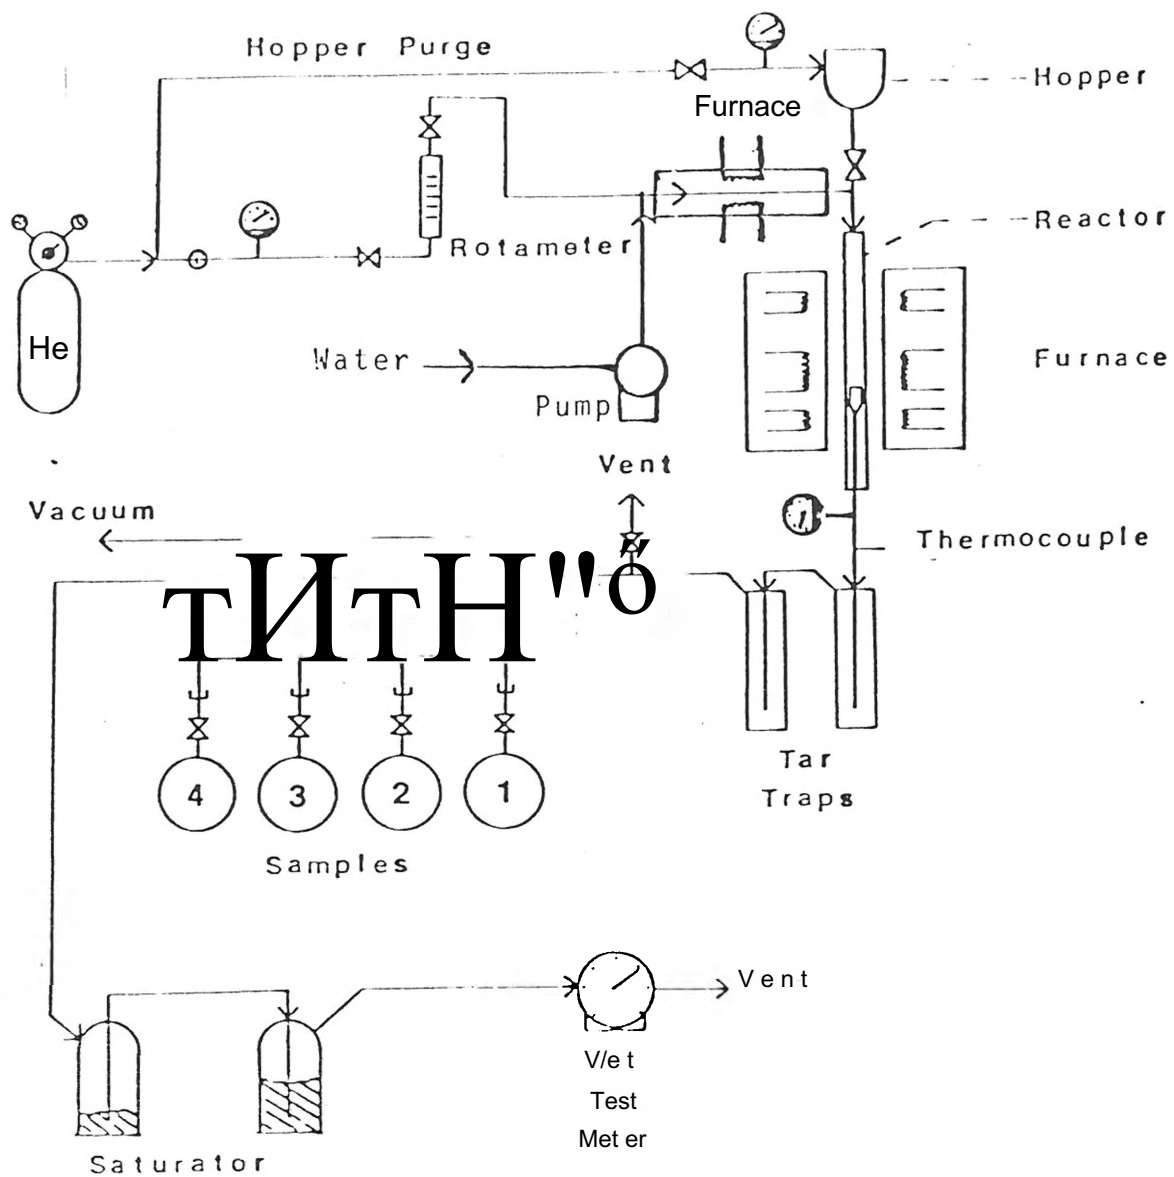 Hopper Purge
Hopper
Furnace
Reactor
Rotameter
He
Water
Furnace
Pump
Vent
Vacuum
Thermocouple
тИтН"ő
Tar
Traps
4 3 2 1
Samples
Vent
V/e t
Test
Met er
Saturator